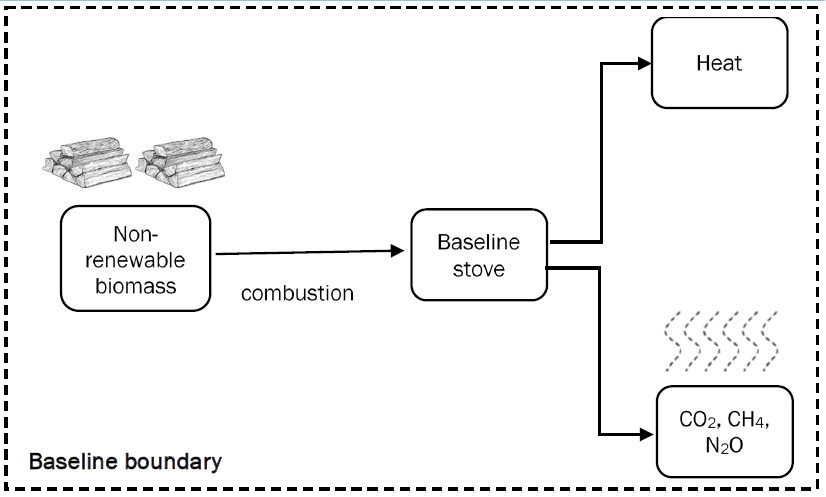 Heat
Non-
renewable
biomass
combustion
Baseline
stove
CO₂, CH₄,
N₂O
Baseline boundary